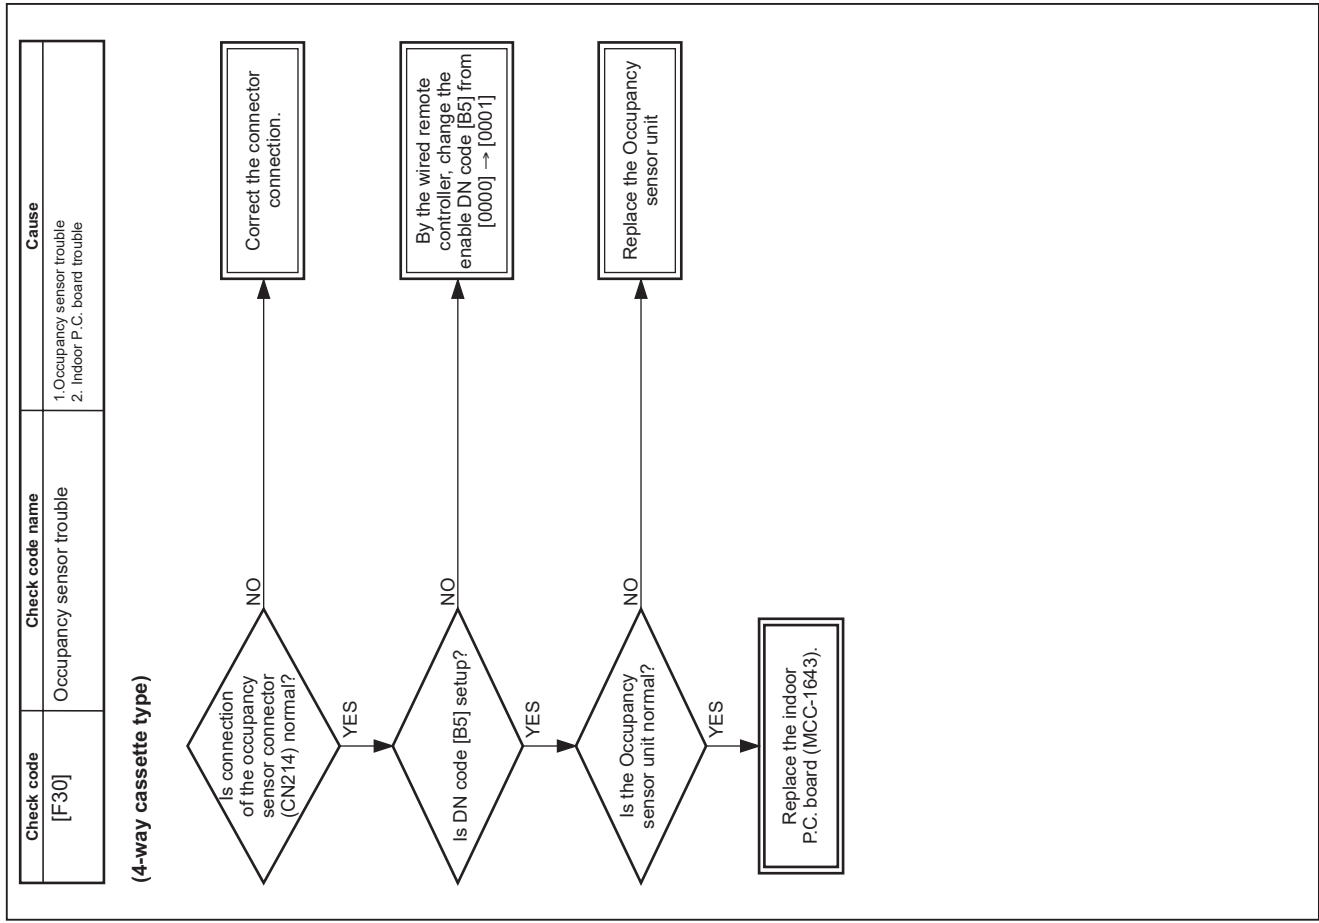 Check code
Check code name
Cause
[F30]
Occupancy sensor trouble
1.Occupancy sensor trouble
2. Indoor P.C. board trouble
(4-way cassette type)
Is connection
of the occupancy
sensor connector
(CN214) normal?
NO
Correct the connector
connection.
YES
Is DN code [B5] setup?
NO
By the wired remote
controller, change the
enable DN code [B5] from
[0000] → [0001]
YES
Is the Occupancy
sensor unit normal?
NO
Replace the Occupancy
sensor unit
YES
Replace the indoor
P.C. board (MCC-1643).